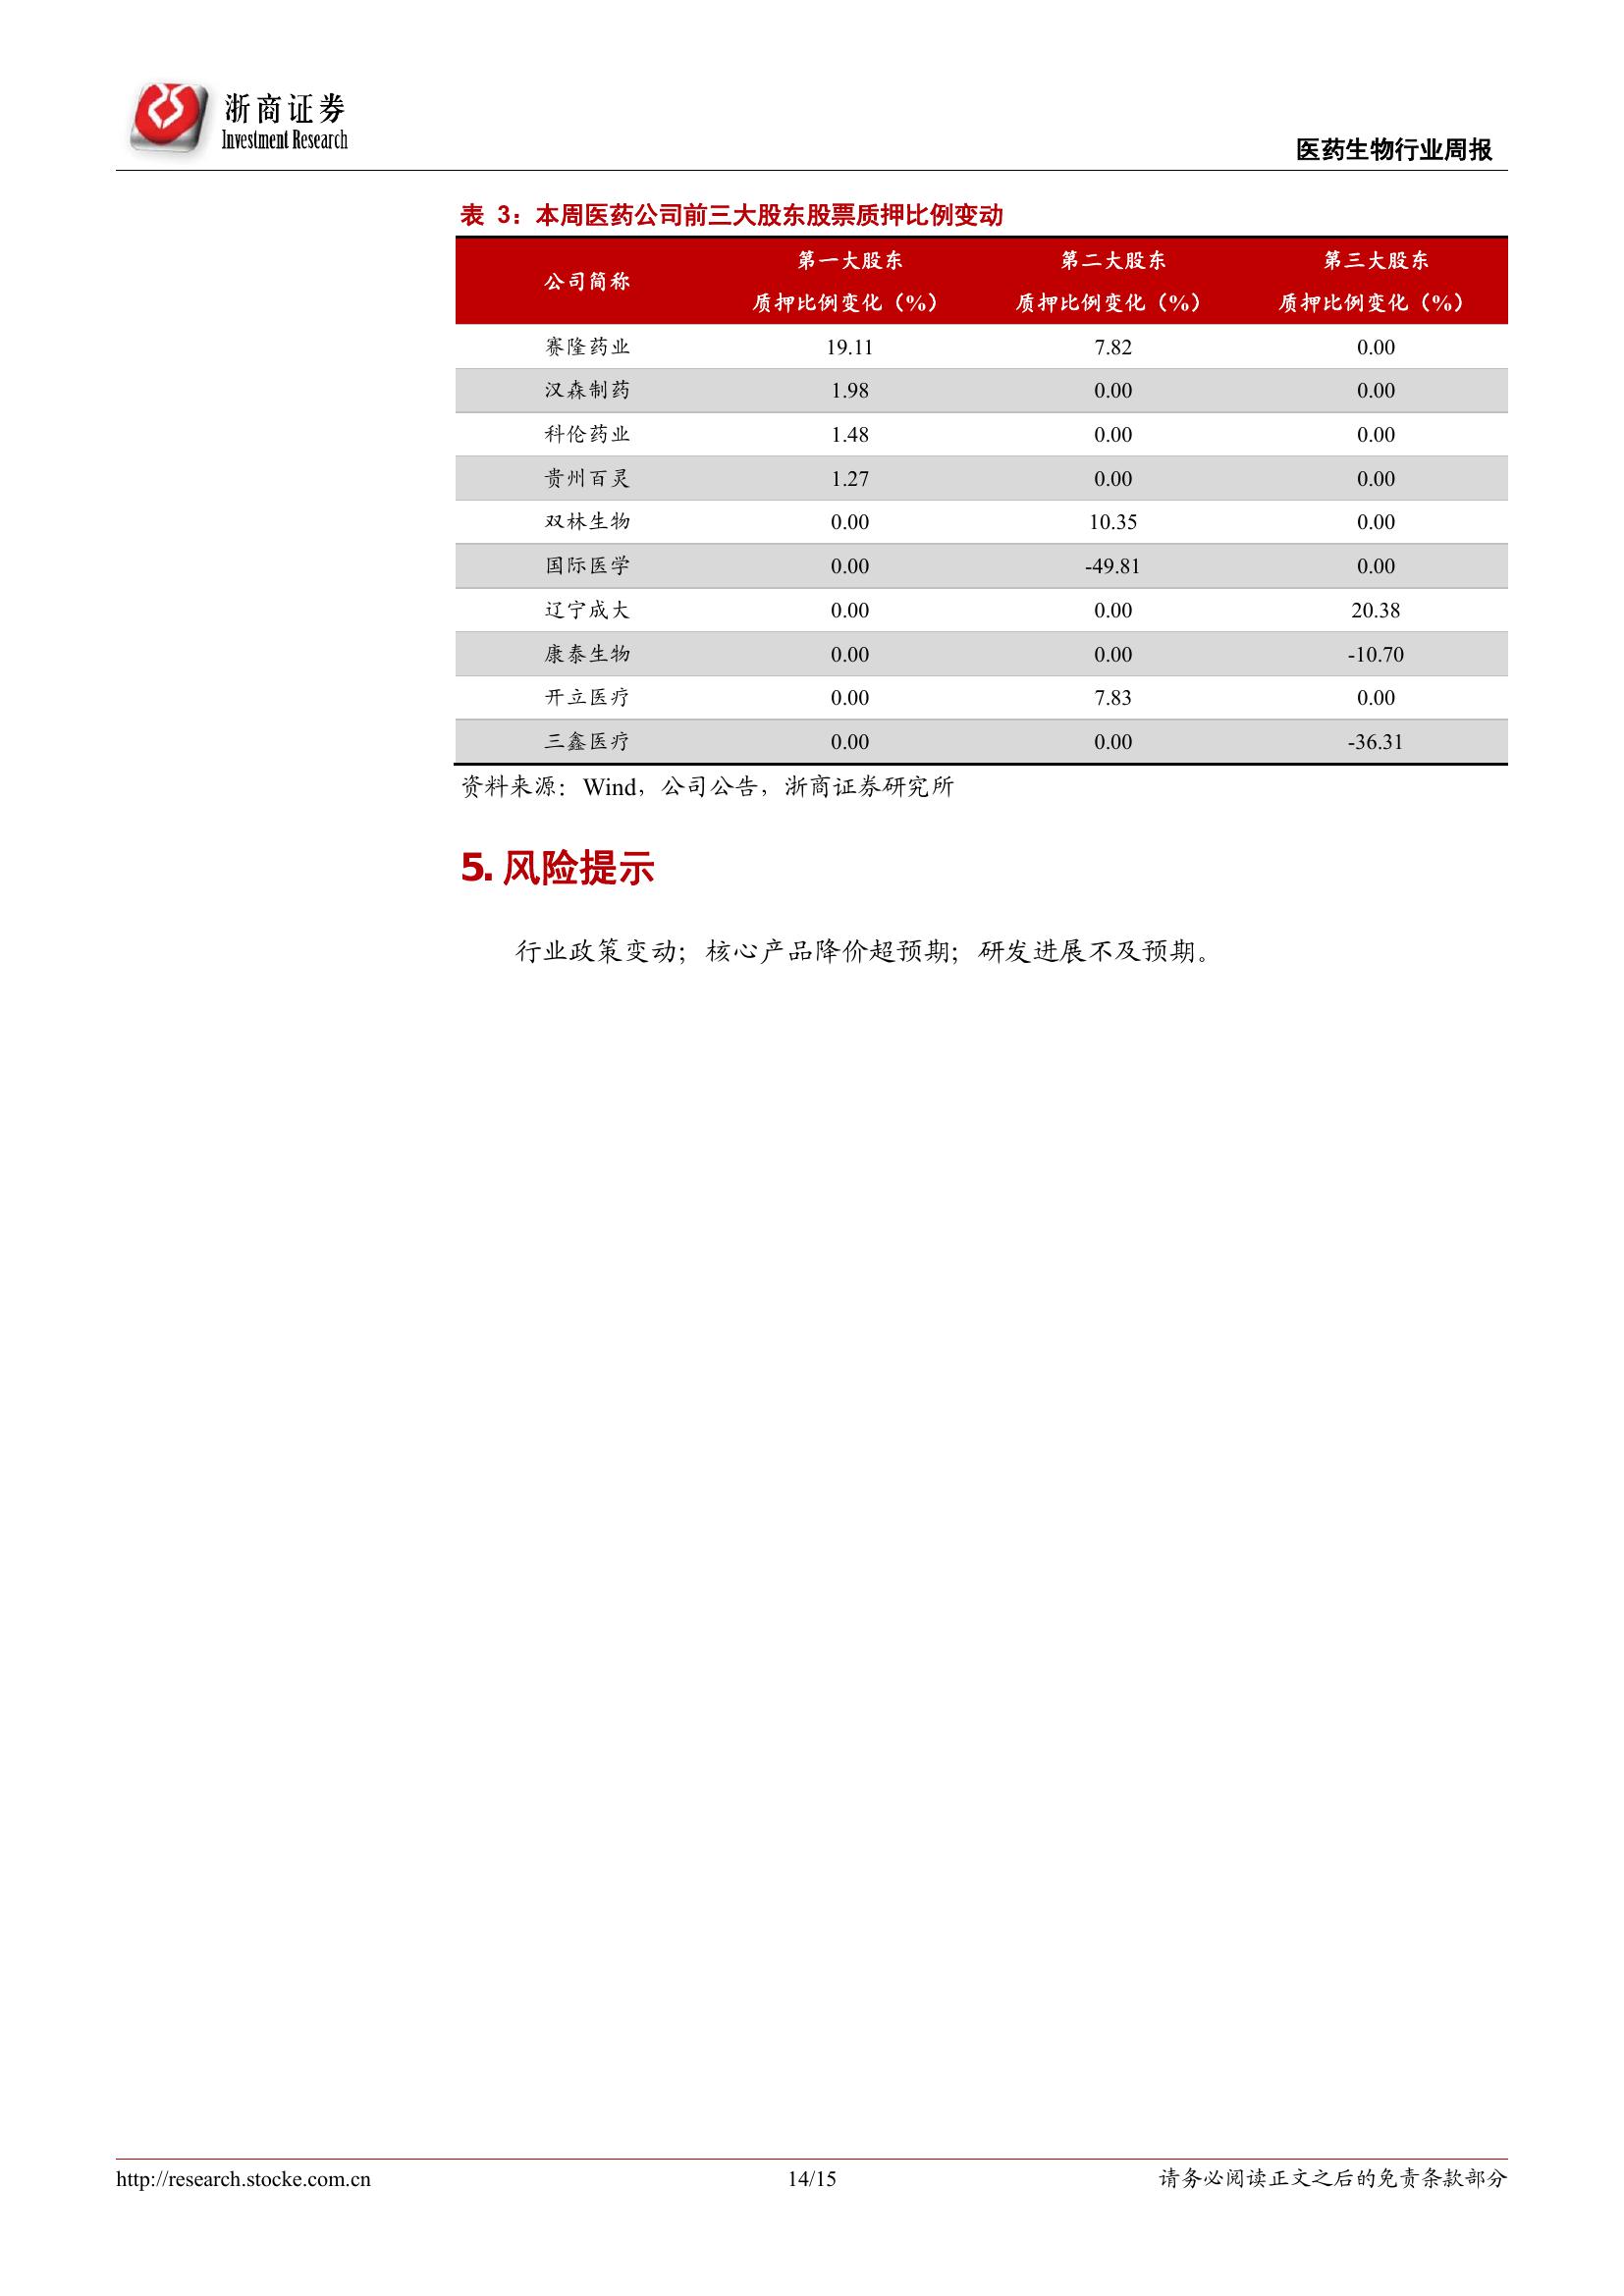 浙商证券
Investment Research
医药生物行业周报
表 3：本周医药公司前三大股东股票质押比例变动
公司简称 第一大股东 质押比例变化（%） 第二大股东 质押比例变化（%） 第三大股东 质押比例变化（%）
赛隆药业 19.11 7.82 0.00
汉森制药 1.98 0.00 0.00
科伦药业 1.48 0.00 0.00
贵州百灵 1.27 0.00 0.00
双林生物 0.00 10.35 0.00
国际医学 0.00 -49.81 0.00
辽宁成大 0.00 0.00 20.38
康泰生物 0.00 0.00 -10.70
开立医疗 0.00 7.83 0.00
三鑫医疗 0.00 0.00 -36.31
资料来源：Wind，公司公告，浙商证券研究所
5. 风险提示
行业政策变动；核心产品降价超预期；研发进展不及预期。
http://research.stocke.com.cn 14/15 请务必阅读正文之后的免责条款部分